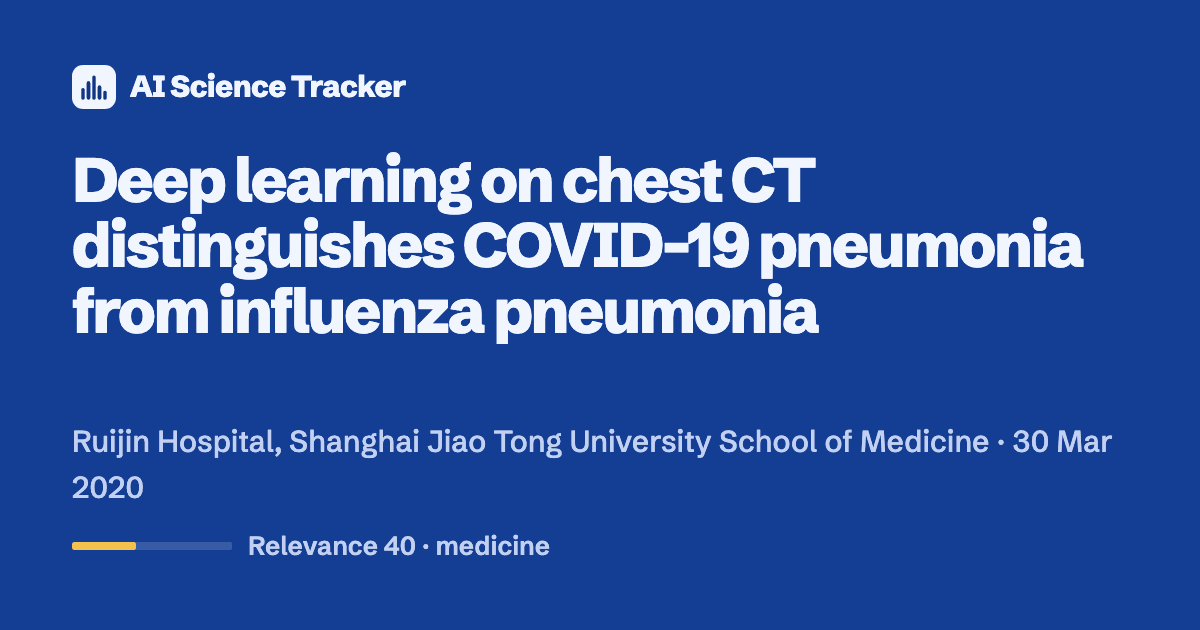 AI Science Tracker
Deep learning on chest CT
distinguishes COVID-19 pneumonia
from influenza pneumonia
Ruijin Hospital, Shanghai Jiao Tong University School of Medicine · 30 Mar
2020
Relevance 40 · medicine